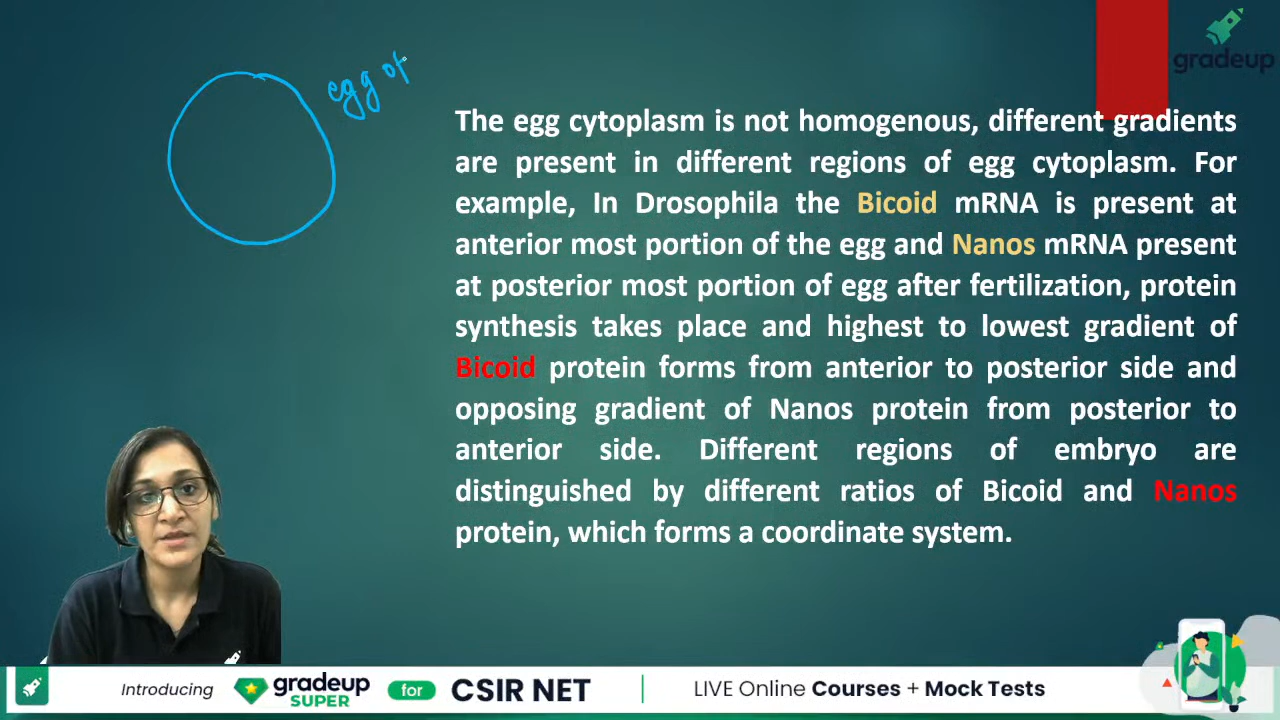 egg of
gradeup
The egg cytoplasm is not homogenous, different gradients
are present in different regions of egg cytoplasm. For
example, In Drosophila the Bicoid mRNA is present at
anterior most portion of the egg and Nanos mRNA present
at posterior most portion of egg after fertilization, protein
synthesis takes place and highest to lowest gradient of
Bicoid protein forms from anterior to posterior side and
opposing gradient of Nanos protein from posterior to
anterior side. Different regions of embryo are
distinguished by different ratios of Bicoid and Nanos
protein, which forms a coordinate system.
Introducing gradeup SUPER for CSIR NET LIVE Online Courses + Mock Tests